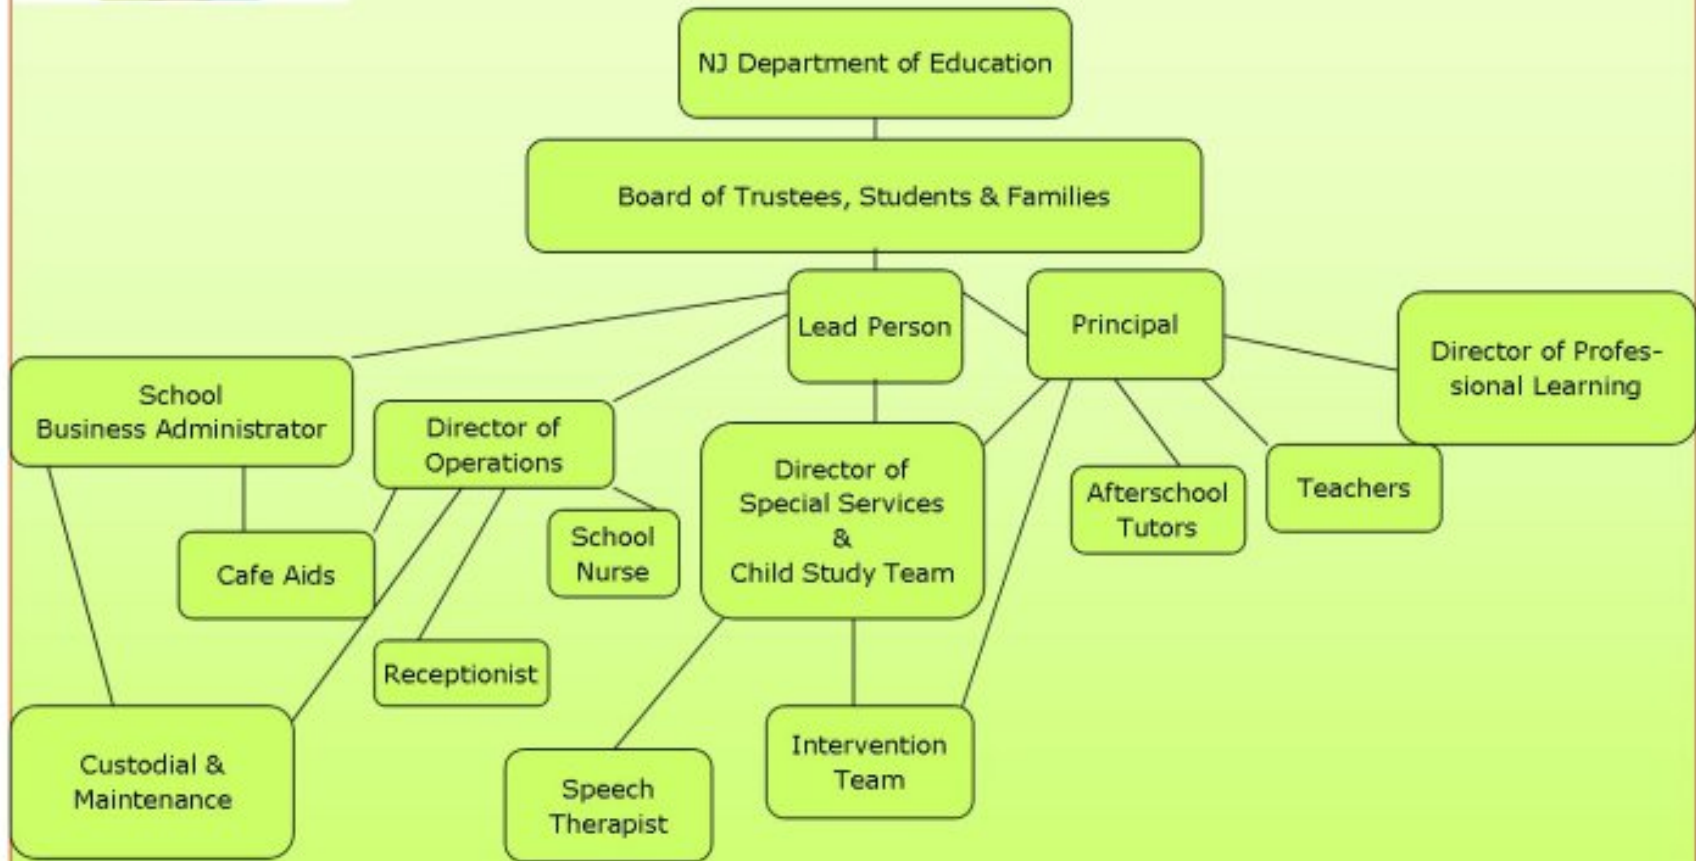 NJ Department of Education
Board of Trustees, Students & Families
Lead Person
Principal
Director of Profes-
sional Learning
School
Business Administrator
Director of
Operations
Director of
Special Services
&
Child Study Team
Afterschool
Tutors
Teachers
School
Nurse
Cafe Aids
Receptionist
Custodial &
Maintenance
Speech
Therapist
Intervention
Team